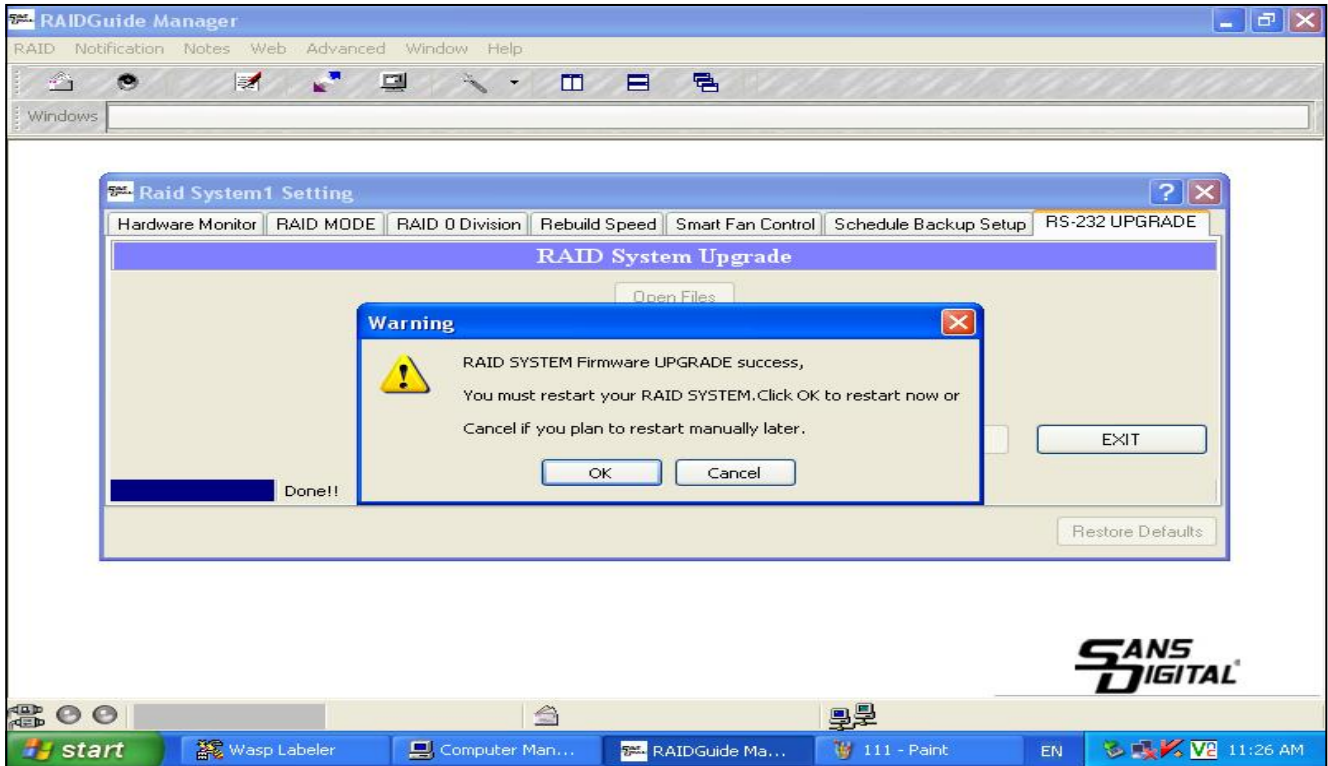 RAIDGuide Manager
RAID Notification Notes Web Advanced Window Help
Windows
Raid System1 Setting
Hardware Monitor RAID MODE RAID 0 Division Rebuild Speed Smart Fan Control Schedule Backup Setup RS-232 UPGRADE
RAID System Upgrade
Open Files
Warning
RAID SYSTEM Firmware UPGRADE success,
You must restart your RAID SYSTEM.Click OK to restart now or
Cancel if you plan to restart manually later.
OK Cancel
EXIT
Done!!
Restore Defaults
SANS
DIGITAL
start Wasp Labeler Computer Man... RAIDGuide Ma... 111 - Paint EN 11:26 AM